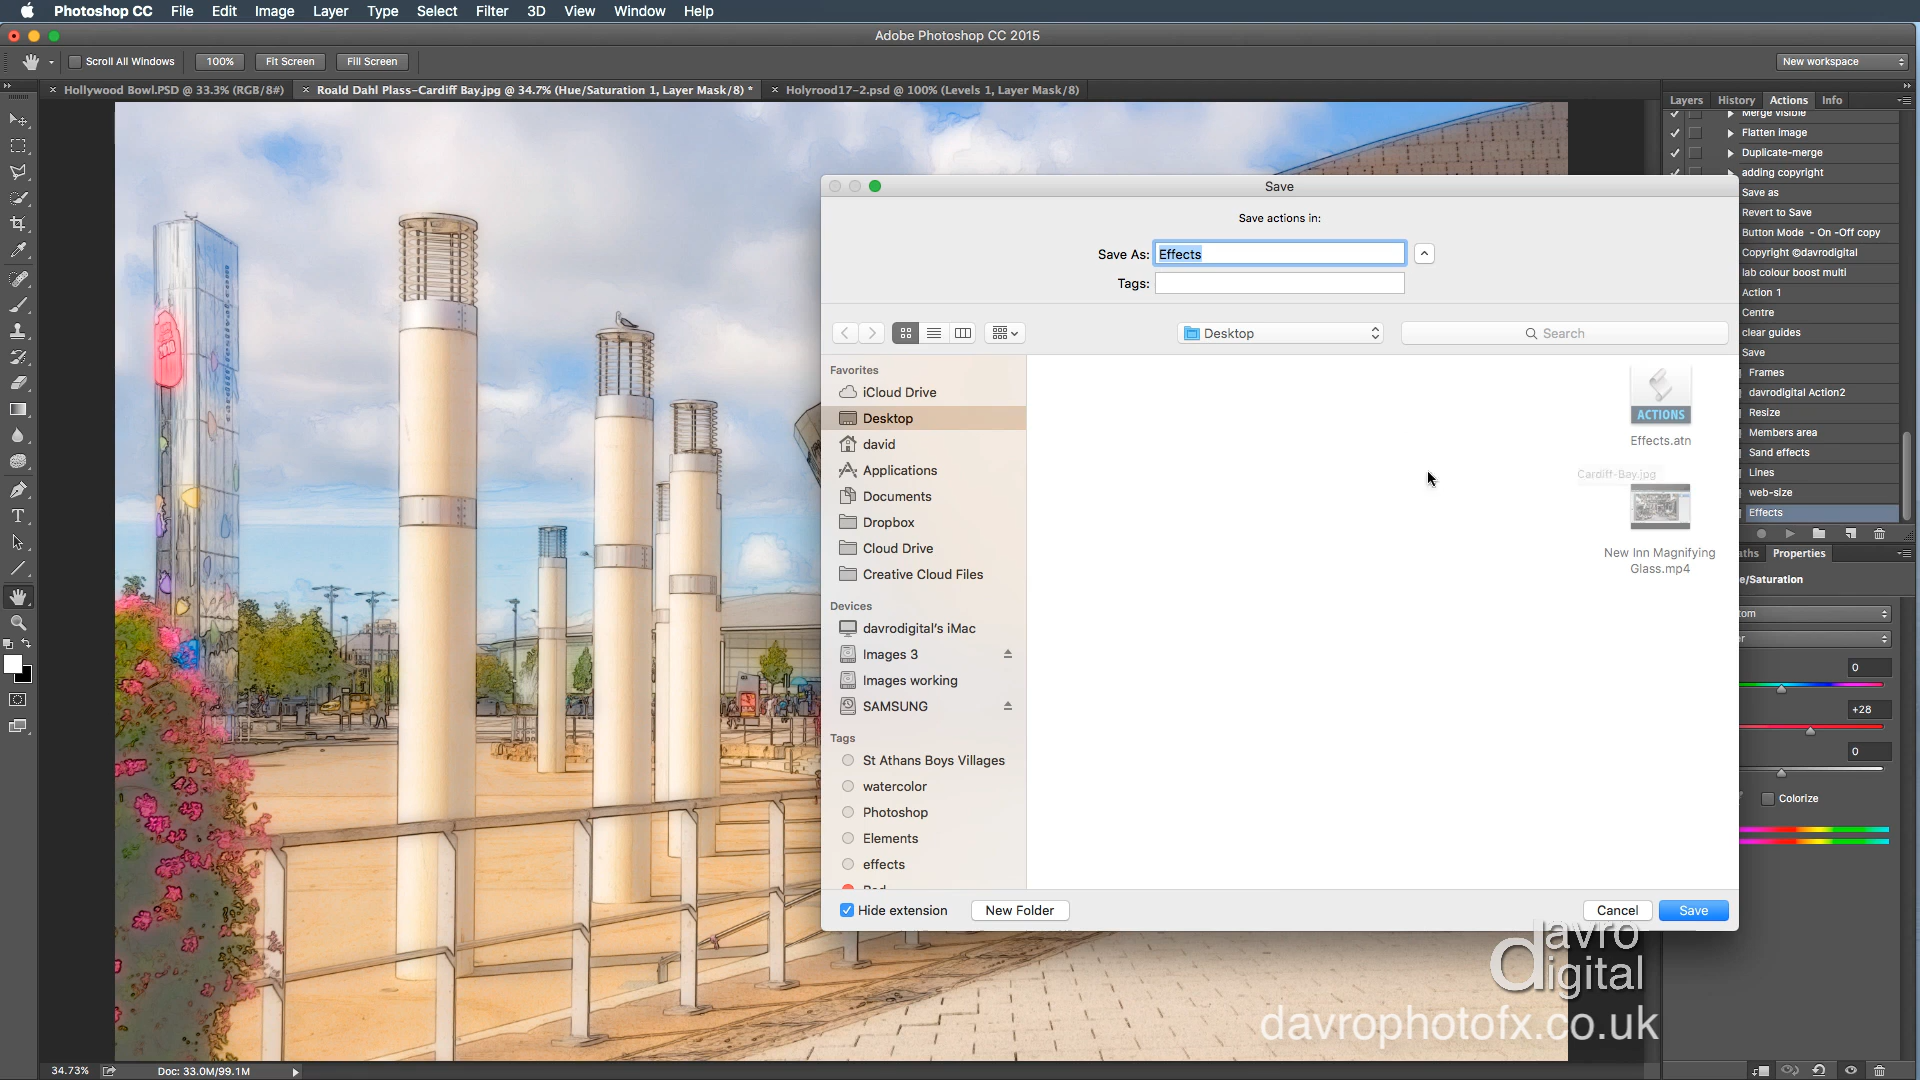 Photoshop CC File Edit Image Layer Type Select Filter 3D View Window Help
Adobe Photoshop CC 2015
Scroll All Windows 100% Fit Screen Fill Screen New workspace
Hollywood Bowl.PSD @ 33.3% (RGB/8#) Roald Dahl Plass-Cardiff Bay.jpg @ 34.7% (Hue/Saturation 1, Layer Mask/8) * Holyrood17-2.psd @ 100% (Levels 1, Layer Mask/8)
Layers History Actions Info
Merge Visible
Flatten Image
Duplicate-merge
adding copyright
Save as
Revert to Save
Button Mode - On -Off copy
Copyright @davrodigital
lab colour boost multi
Action 1
Centre
clear guides
Save
Frames
davrodigital Action2
Resize
Members area
Sand effects
Lines
web-size
Effects
Save
Save actions in:
Save As: Effects
Tags:
Desktop
Search
Favorites
iCloud Drive
Desktop
david
Applications
Documents
Dropbox
Cloud Drive
Creative Cloud Files
Devices
davrodigital's iMac
Images 3
Images working
SAMSUNG
Tags
St Athans Boys Villages
watercolor
Photoshop
Elements
effects
ACTIONS
Effects.atn
Cardiff-Bay.jpg
New Inn Magnifying
Glass.mp4
Hide extension New Folder Cancel Save
Properties
e/Saturation
0
+28
0
Colorize
davro
digital
davrophotofx.co.uk
34.73% Doc: 33.0M/99.1M